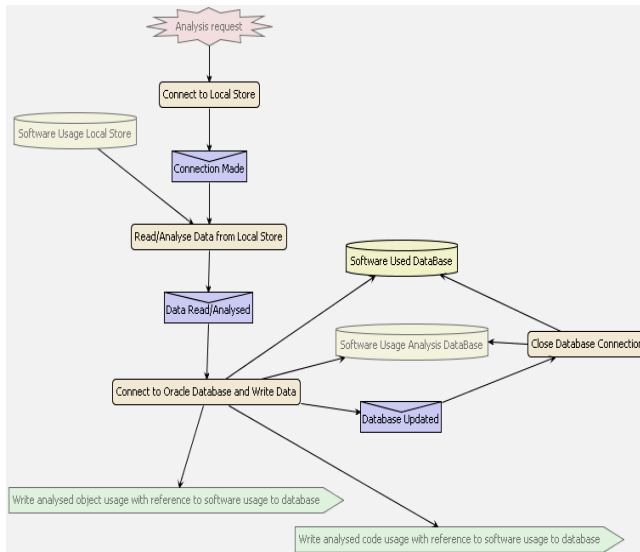 Analysis request
Connect to Local Store
Software Usage Local Store
Connection Made
Read/Analyse Data from Local Store
Software Used DataBase
Data Read/Analysed
Software Usage Analysis DataBase
Close Database Connection
Connect to Oracle Database and Write Data
Database Updated
Write analysed object usage with reference to software usage to database
Write analysed code usage with reference to software usage to database